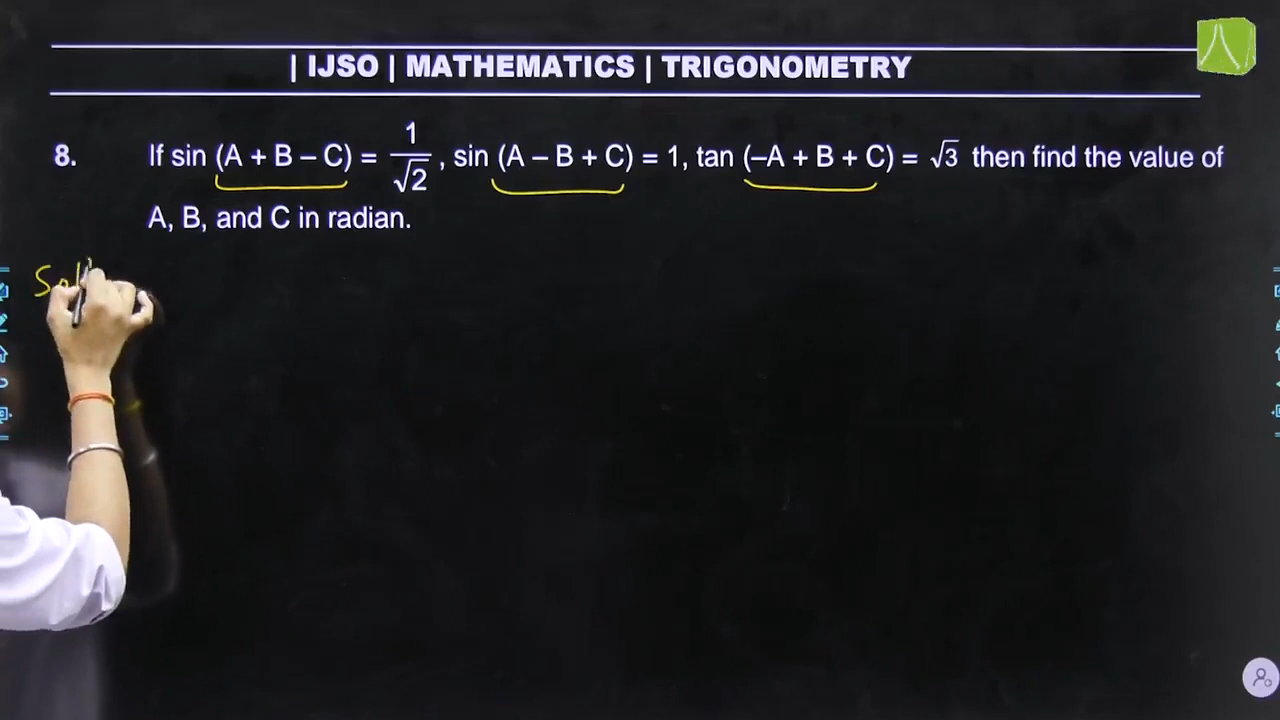 | IJSO | MATHEMATICS | TRIGONOMETRY
8. If sin (A + B – C) = 1/√2 , sin (A – B + C) = 1, tan (–A + B + C) = √3 then find the value of
A, B, and C in radian.